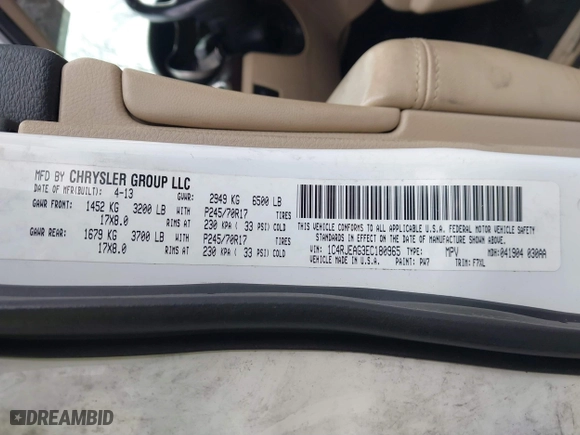 MFD BY CHRYSLER GROUP LLC
DATE OF MFR(BUILT): 4-13 GVWR: 2949 KG 6500 LB
GAWR FRONT: 1452 KG 3200 LB WITH P245/70R17 TIRES
17X8.0 RIMS AT 230 KPA ( 33 PSI) COLD
GAWR REAR: 1679 KG 3700 LB WITH P245/70R17 TIRES
17X8.0 RIMS AT 230 KPA ( 33 PSI) COLD
THIS VEHICLE CONFORMS TO ALL APPLICABLE U.S.A. FEDERAL MOTOR VEHICLE SAFETY
STANDARDS IN EFFECT ON THE DATE OF MANUFACTURE SHOWN ABOVE.
VIN: 1C4RJEAG3EC180965 TYPE: MPV MDH:041904 030AA
VEHICLE MADE IN U.S.A. PAINT: PW7 TRIM: F7XL
DREAMBID